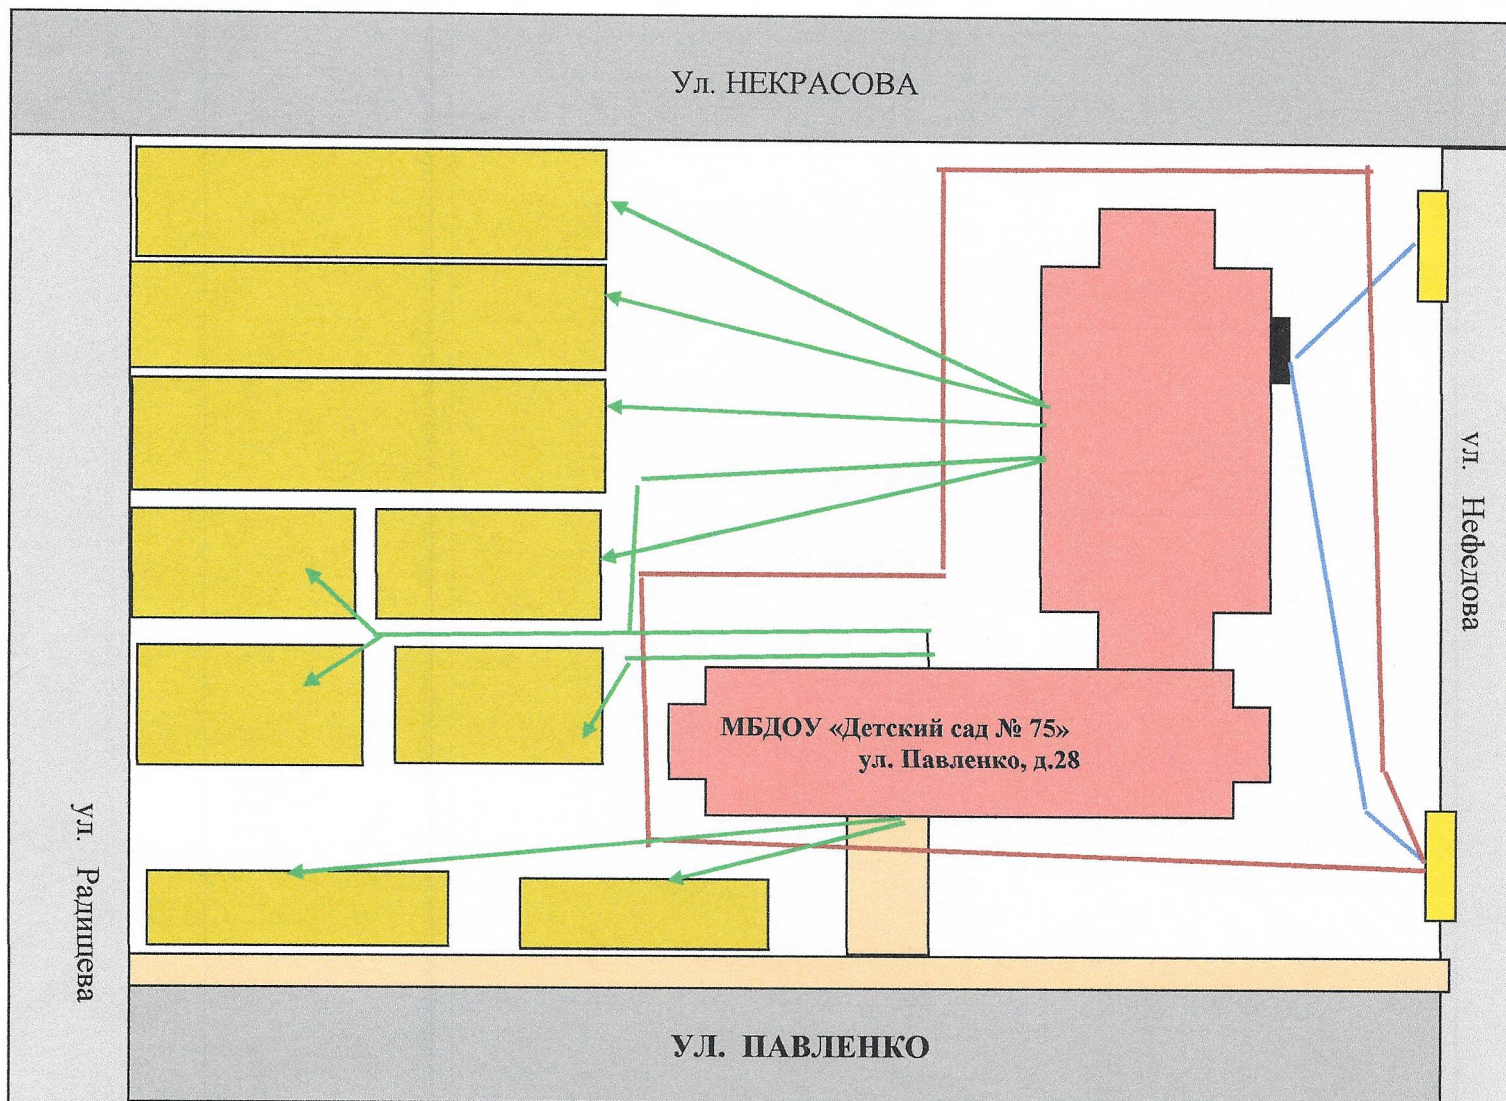 Ул. НЕКРАСОВА
ул. Нефедова
МБДОУ «Детский сад № 75»
ул. Павленко, д.28
ул. Радищева
УЛ. ПАВЛЕНКО